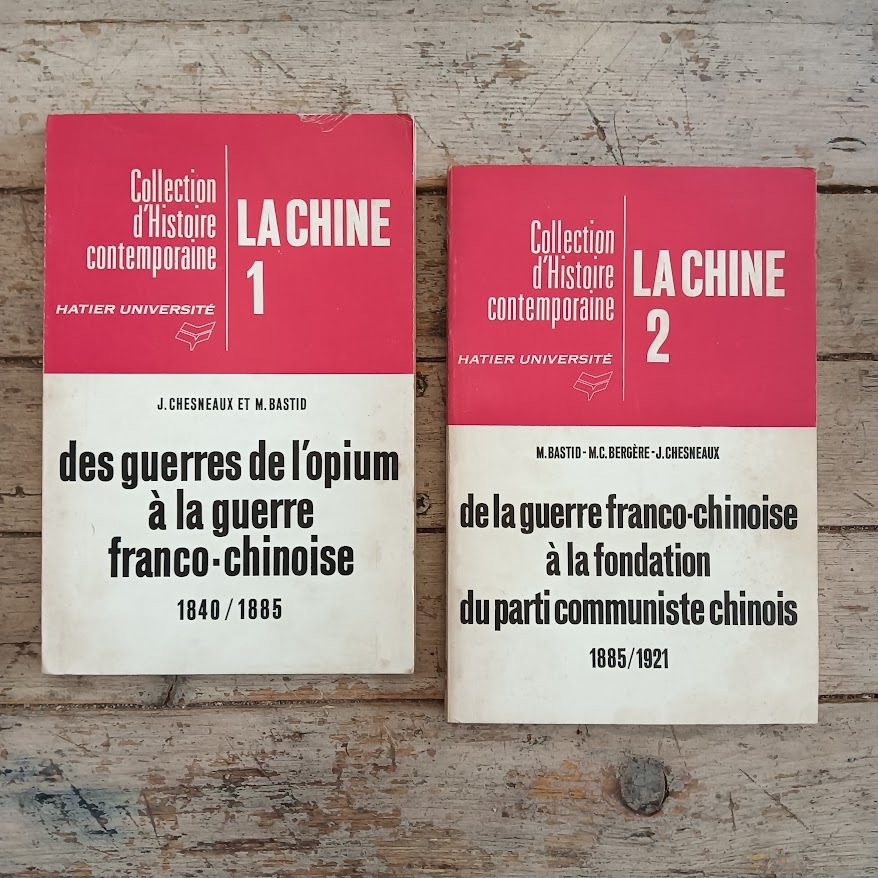 Collection
d'Histoire
contemporaine
HATIER UNIVERSITÉ
LA CHINE
1
J. CHESNEAUX ET M. BASTID
des guerres de l'opium
à la guerre
franco-chinoise
1840/1885
Collection
d'Histoire
contemporaine
HATIER UNIVERSITÉ
LA CHINE
2
M. BASTID - M.C. BERGÈRE - J. CHESNEAUX
de la guerre franco-chinoise
à la fondation
du parti communiste chinois
1885/1921